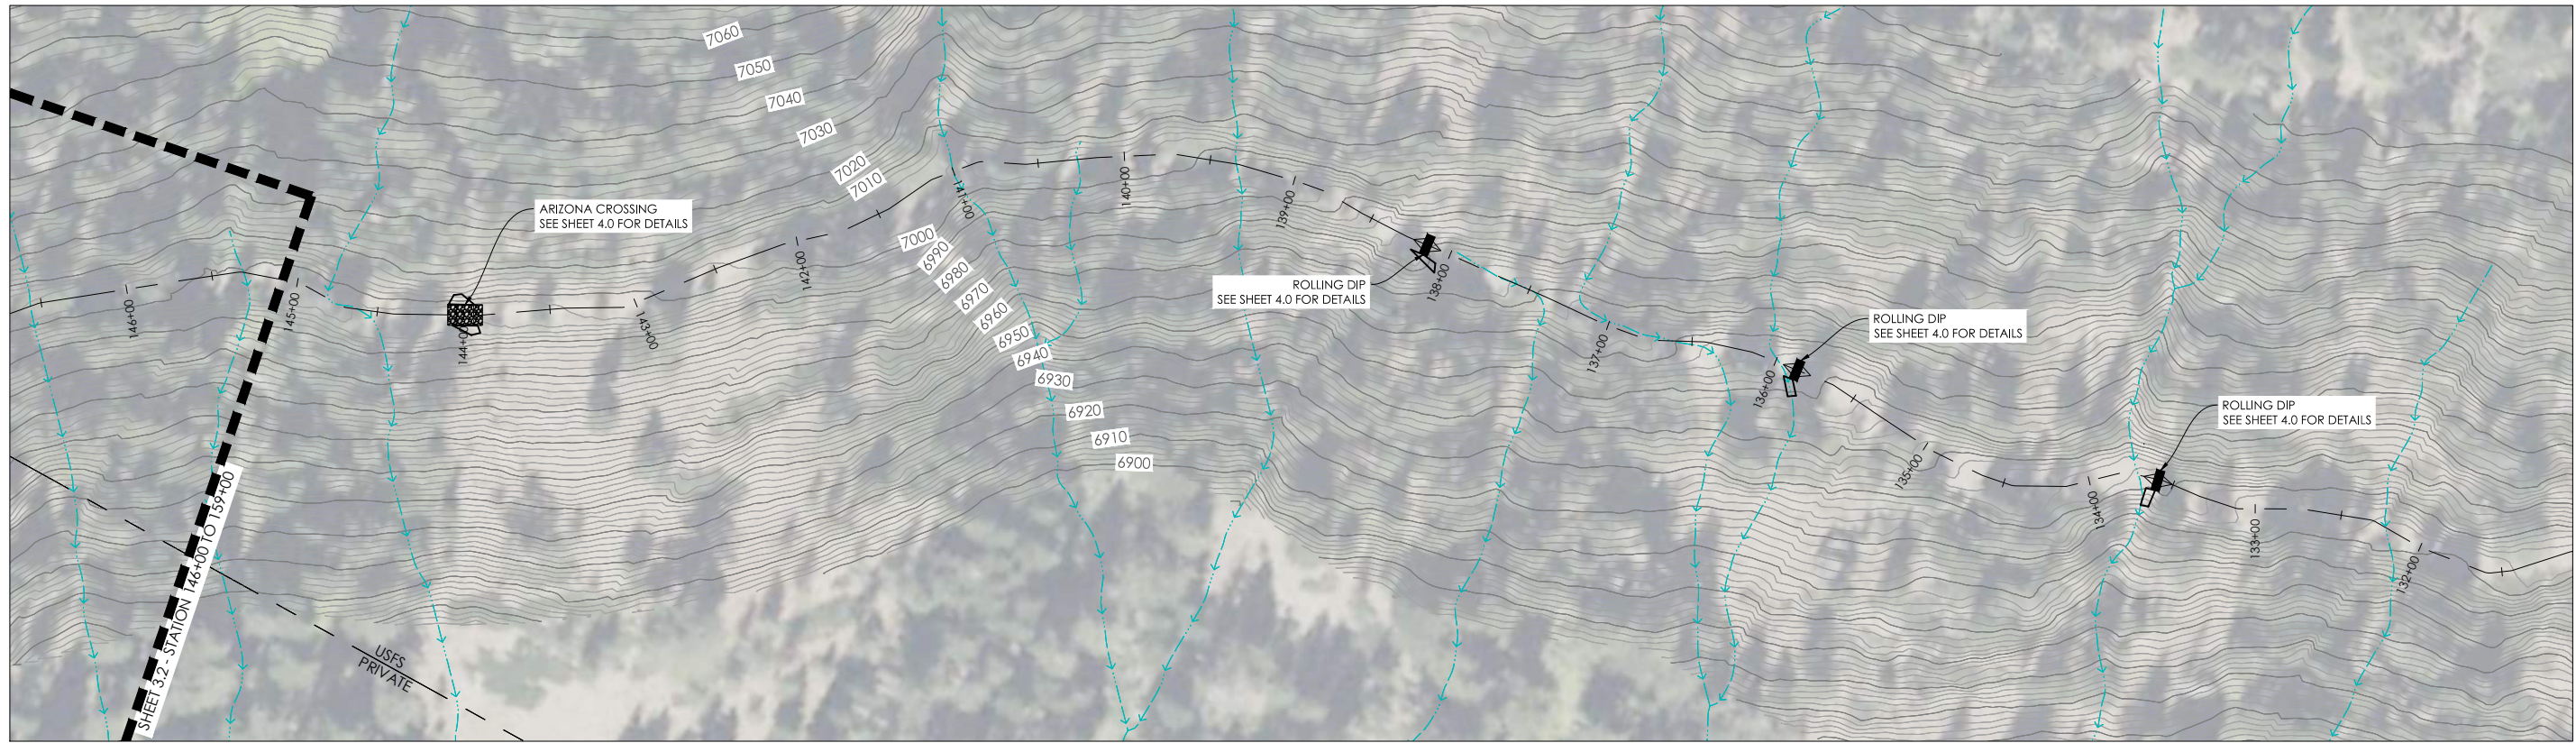 7060
7050
7040
7030
7020
7010
7000
6990
6980
6970
6960
6950
6940
6930
6920
6910
6900
ARIZONA CROSSING
SEE SHEET 4.0 FOR DETAILS
ROLLING DIP
SEE SHEET 4.0 FOR DETAILS
ROLLING DIP
SEE SHEET 4.0 FOR DETAILS
ROLLING DIP
SEE SHEET 4.0 FOR DETAILS
146+00
145+00
144+00
143+00
142+00
141+00
140+00
139+00
138+00
137+00
136+00
135+00
134+00
133+00
132+00
SHEET 3.2 - STATION 146+00 TO 159+00
USFS
PRIVATE